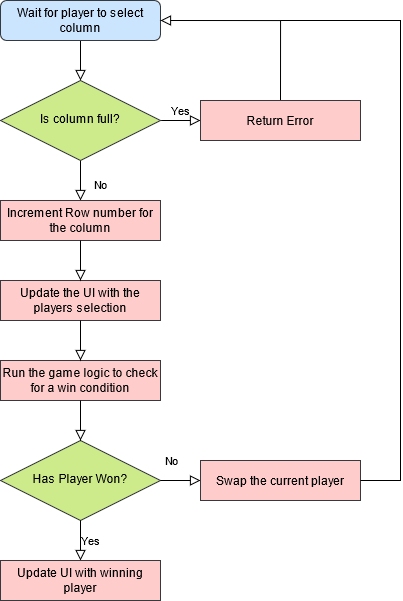 Wait for player to select
column
Is column full?
Yes
Return Error
No
Increment Row number for
the column
Update the UI with the
players selection
Run the game logic to check
for a win condition
Has Player Won?
No
Swap the current player
Yes
Update UI with winning
player